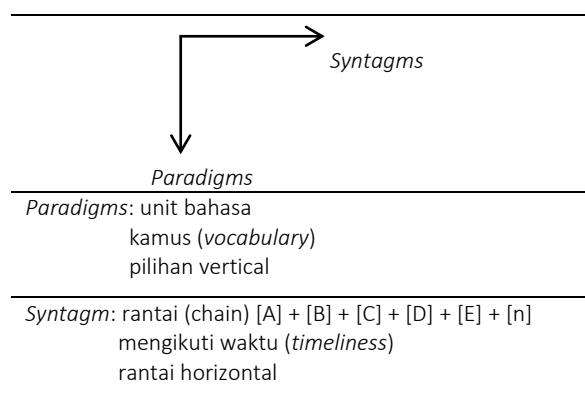 Syntagms
Paradigms
Paradigms: unit bahasa
kamus (vocabulary)
pilihan vertical
Syntagm: rantai (chain) [A] + [B] + [C] + [D] + [E] + [n]
mengikuti waktu (timeliness)
rantai horizontal